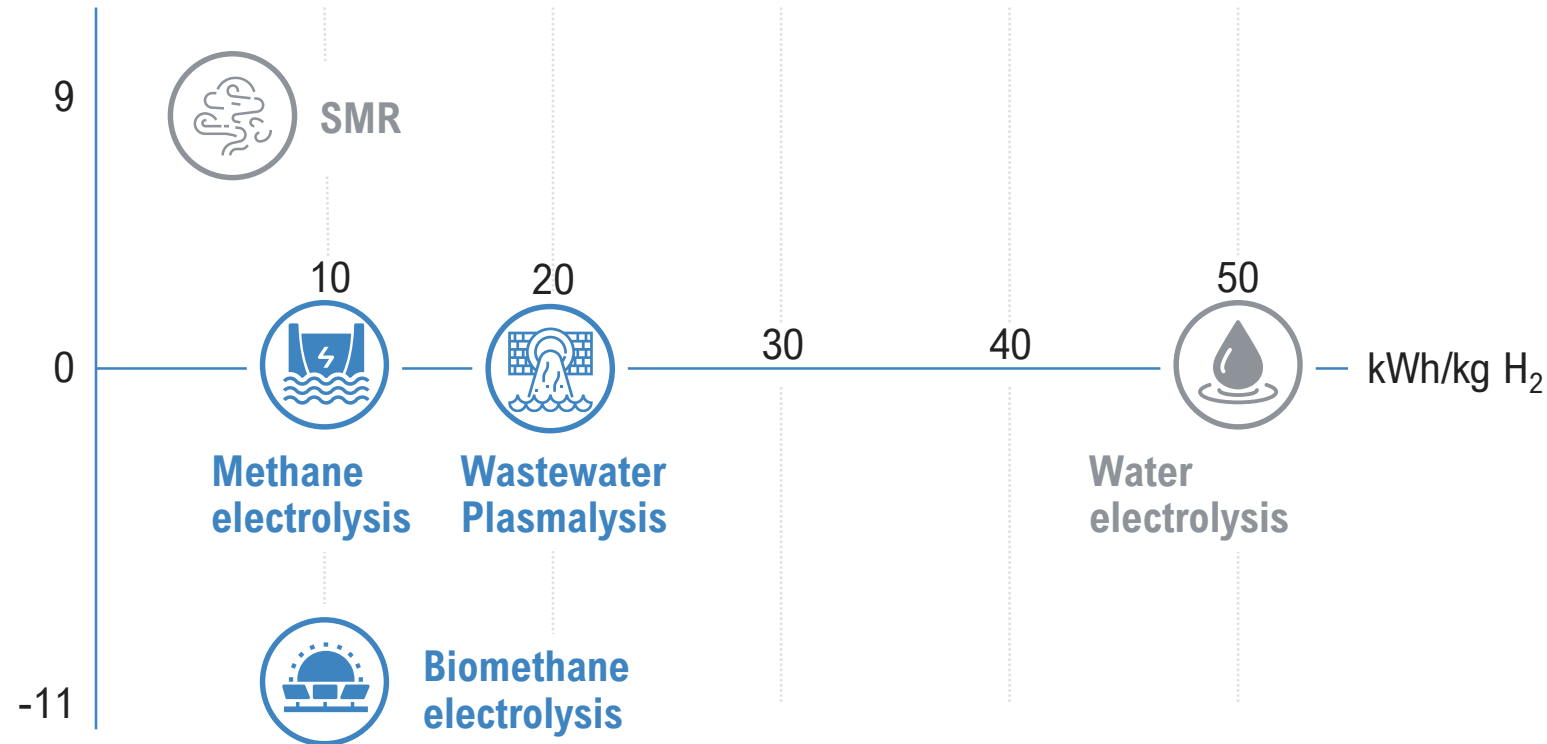 9
SMR
10
20
50
30
40
0
kWh/kg H₂
Methane
electrolysis
Wastewater
Plasmalysis
Water
electrolysis
Biomethane
electrolysis
-11